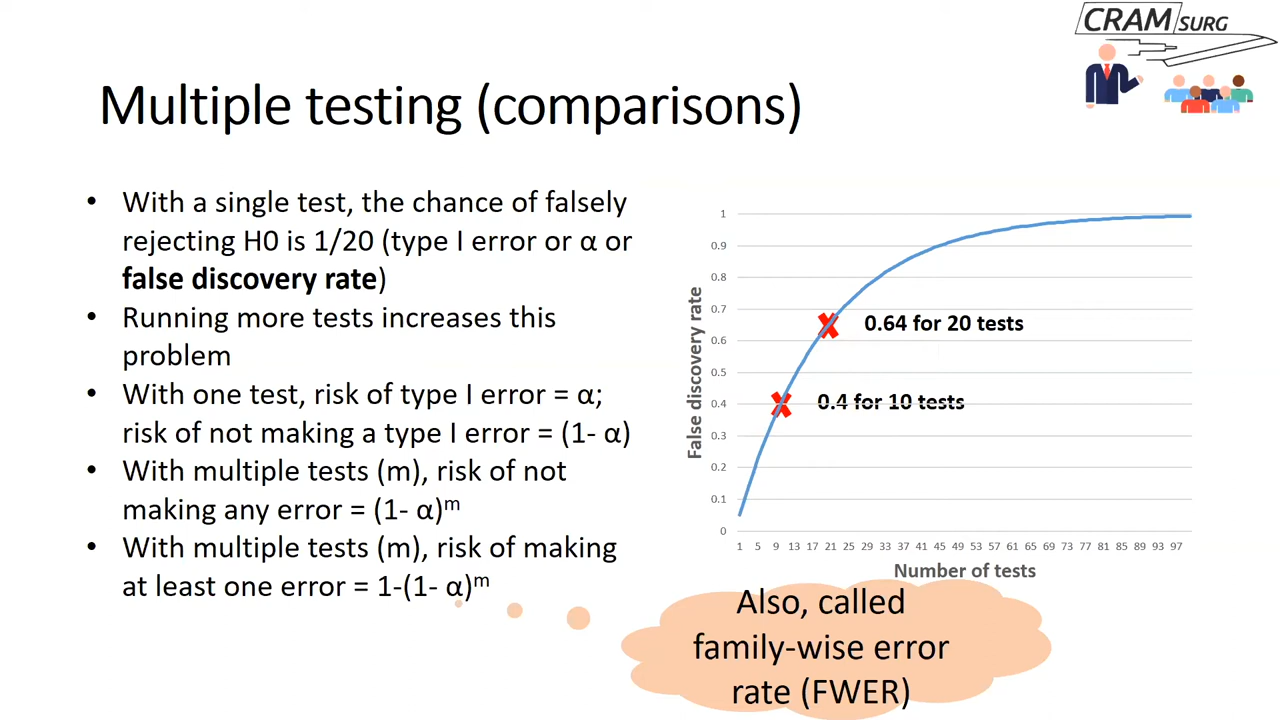 CRAM SURG
Multiple testing (comparisons)
• With a single test, the chance of falsely
rejecting H0 is 1/20 (type I error or α or
false discovery rate)
• Running more tests increases this
problem
• With one test, risk of type I error = α;
risk of not making a type I error = (1- α)
• With multiple tests (m), risk of not
making any error = (1- α)ᵐ
• With multiple tests (m), risk of making
at least one error = 1-(1- α)ᵐ
False discovery rate
1
0.9
0.8
0.7
0.6
0.5
0.4
0.3
0.2
0.1
0
0.64 for 20 tests
0.4 for 10 tests
1 5 9 13 17 21 25 29 33 37 41 45 49 53 57 61 65 69 73 77 81 85 89 93 97
Number of tests
Also, called
family-wise error
rate (FWER)